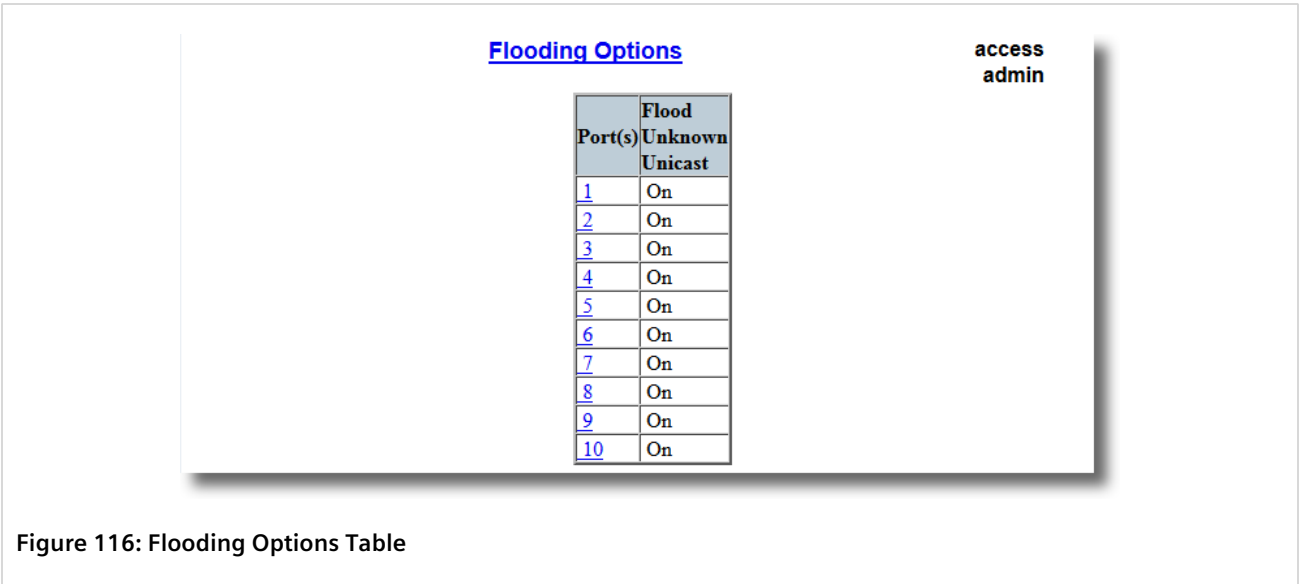 Flooding Options
access
admin
Port(s) Flood Unknown Unicast
1 On
2 On
3 On
4 On
5 On
6 On
7 On
8 On
9 On
10 On
Figure 116: Flooding Options Table